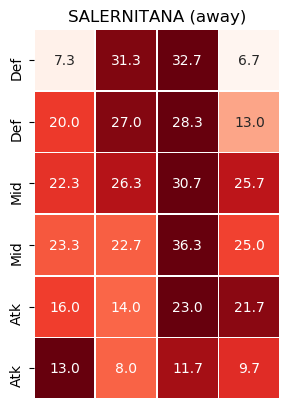 SALERNITANA (away)
Def 7.3 31.3 32.7 6.7
Def 20.0 27.0 28.3 13.0
Mid 22.3 26.3 30.7 25.7
Mid 23.3 22.7 36.3 25.0
Atk 16.0 14.0 23.0 21.7
Atk 13.0 8.0 11.7 9.7